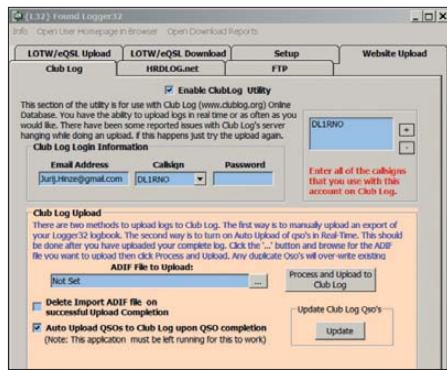 (L32) Found Logger32
Info Open User Homepage in Browser Open Download Reports
LOTW/eQSL Upload LOTW/eQSL Download Setup Website Upload
Club Log HRDLOG.net FTP
Enable ClubLog Utility
This section of the utility is for use with Club Log (www.clublog.org) Online
Database. You have the ability to upload logs in real time or as often as you
would like. There have been some reported issues with Club Log's server
hanging while doing an upload. if this happens just try the upload again.
DL1RNO
+
-
Club Log Login Information
Email Address Callsign Password
Jurij.Hinze@gmail.com DL1RNO
Enter all of the callsigns
that you use with this
account on Club Log.
Club Log Upload
There are two methods to upload logs to Club Log. The first way is to manually upload an export of
your Logger32 logbook. The second way is to turn on Auto Upload of qso's in Real-Time. This should
be done after you have uploaded your complete log. Click the '...' button and browse for the ADIF
file you want to upload then click Process and Upload. Any duplicate Qso's will over-write existing
ADIF File to Upload:
Not Set ...
Process and Upload to
Club Log
Delete Import ADIF file on
successful Upload Completion
Auto Upload QSOs to Club Log upon QSO completion
(Note: This application must be left running for this to work)
Update Club Log Qso's
Update